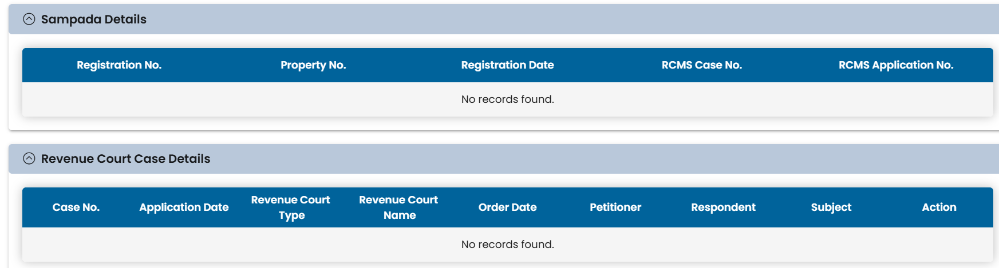 Sampada Details
Registration No. Property No. Registration Date RCMS Case No. RCMS Application No.
No records found.
Revenue Court Case Details
Case No. Application Date Revenue Court Type Revenue Court Name Order Date Petitioner Respondent Subject Action
No records found.